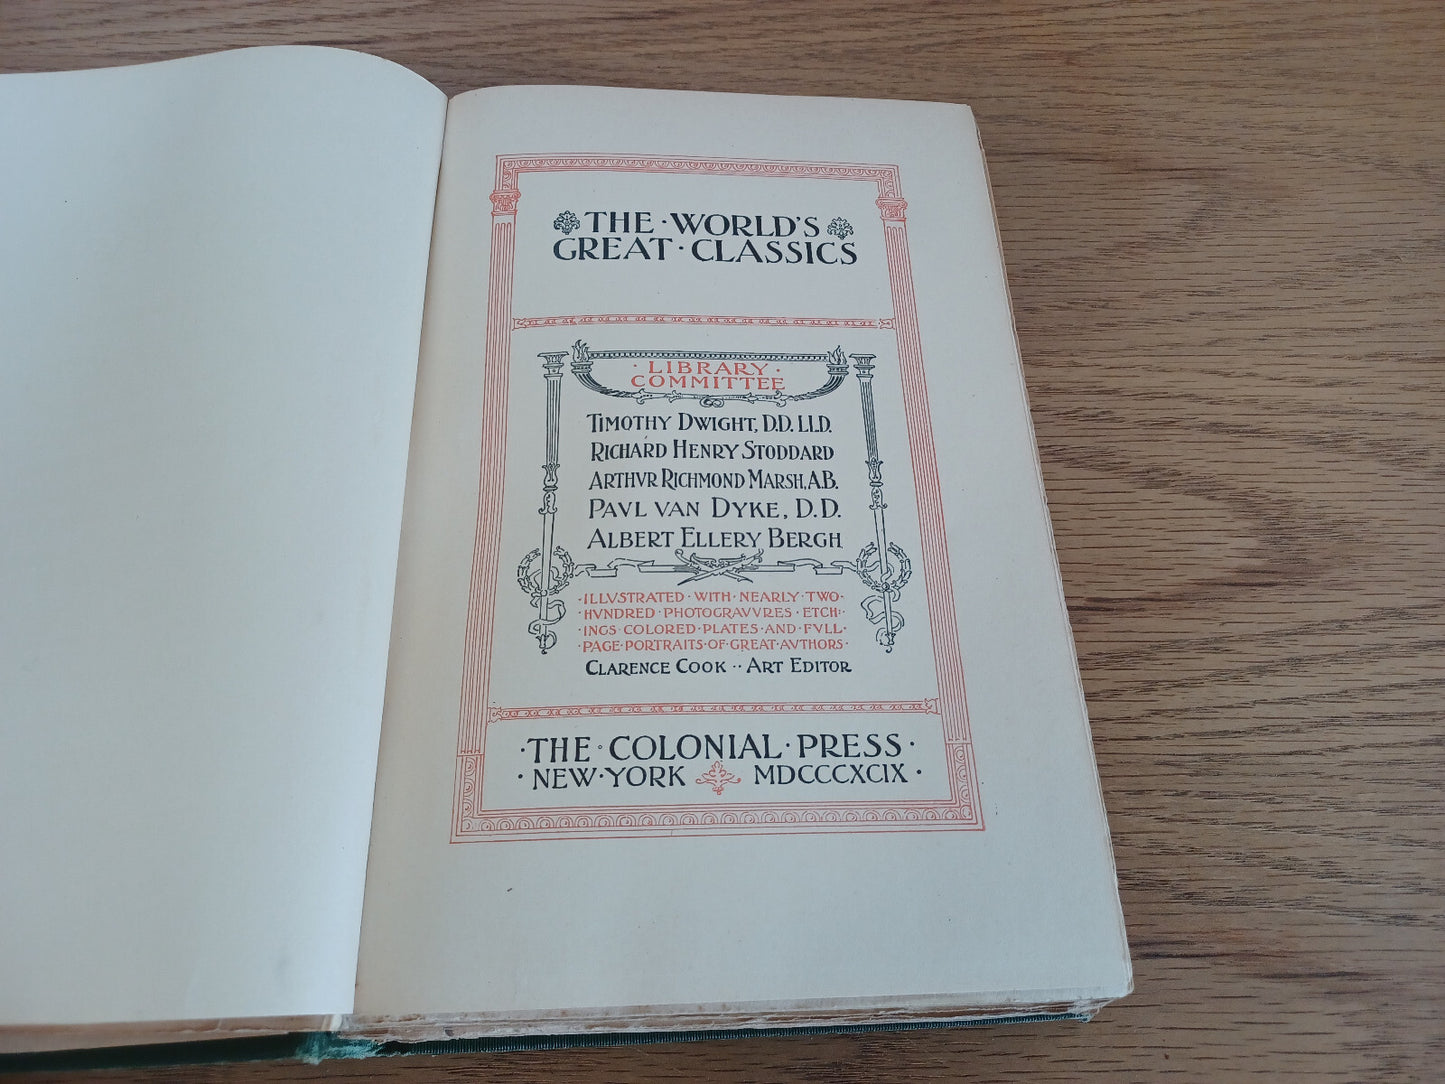 THE·WORLD'S
GREAT·CLASSICS
·LIBRARY·
COMMITTEE
TIMOTHY DWIGHT, D.D. LL.D.
RICHARD HENRY STODDARD
ARTHVR RICHMOND MARSH, A.B.
PAVL VAN DYKE, D.D.
ALBERT ELLERY BERGH
·ILLVSTRATED·WITH·NEARLY·TWO·
·HVNDRED·PHOTOGRAVVRES·ETCH:
·INGS·COLORED·PLATES·AND·FVLL·
·PAGE·PORTRAITS·OF·GREAT·AVTHORS·
CLARENCE COOK ·· ART EDITOR
·THE·COLONIAL·PRESS·
·NEW·YORK MDCCCXCIX·